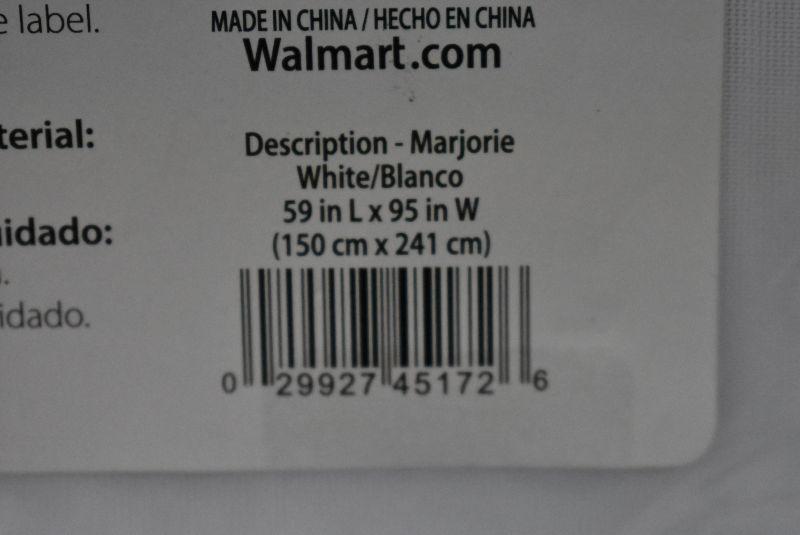 e label.
MADE IN CHINA / HECHO EN CHINA
Walmart.com
terial:
Description - Marjorie
White/Blanco
59 in L x 95 in W
(150 cm x 241 cm)
uidado:
.
idado.
0 29927 45172 6